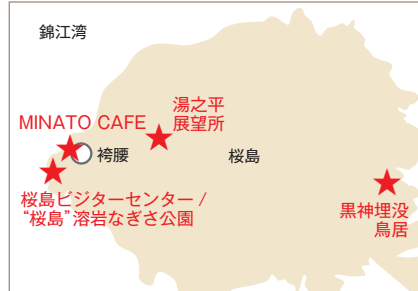 錦江湾
湯之平
展望所
MINATO CAFE
袴腰
桜島
桜島ビジターセンター /
“桜島”溶岩なぎさ公園
黒神埋没
鳥居